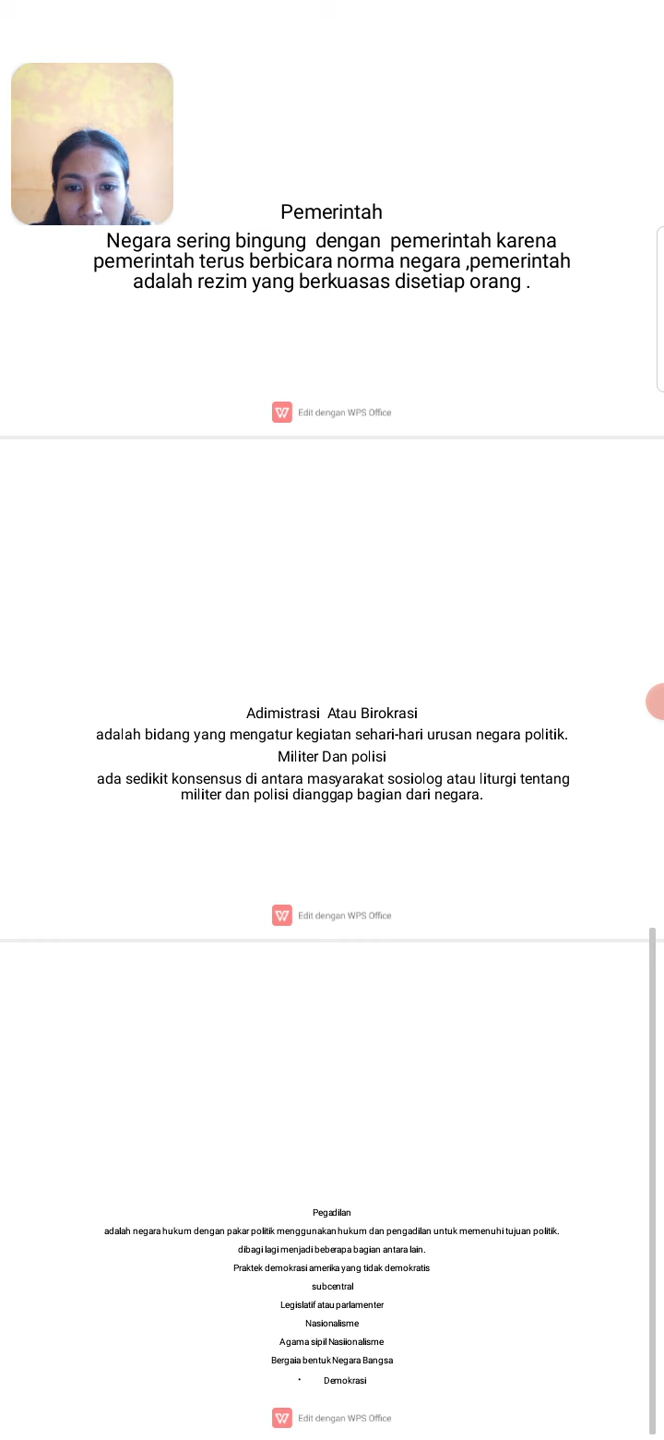 Pemerintah
Negara sering bingung dengan pemerintah karena
pemerintah terus berbicara norma negara ,pemerintah
adalah rezim yang berkuasas disetiap orang .
Edit dengan WPS Office
Adimistrasi Atau Birokrasi
adalah bidang yang mengatur kegiatan sehari-hari urusan negara politik.
Militer Dan polisi
ada sedikit konsensus di antara masyarakat sosiolog atau liturgi tentang
militer dan polisi dianggap bagian dari negara.
Edit dengan WPS Office
Pegadilan
adalah negara hukum dengan pakar politik menggunakan hukum dan pengadilan untuk memenuhi tujuan politik.
dibagi lagi menjadi beberapa bagian antara lain.
Praktek demokrasi amerika yang tidak demokratis
subcentral
Legislatif atau parlamenter
Nasionalisme
Agama sipil Nasiionalisme
Bergaia bentuk Negara Bangsa
• Demokrasi
Edit dengan WPS Office